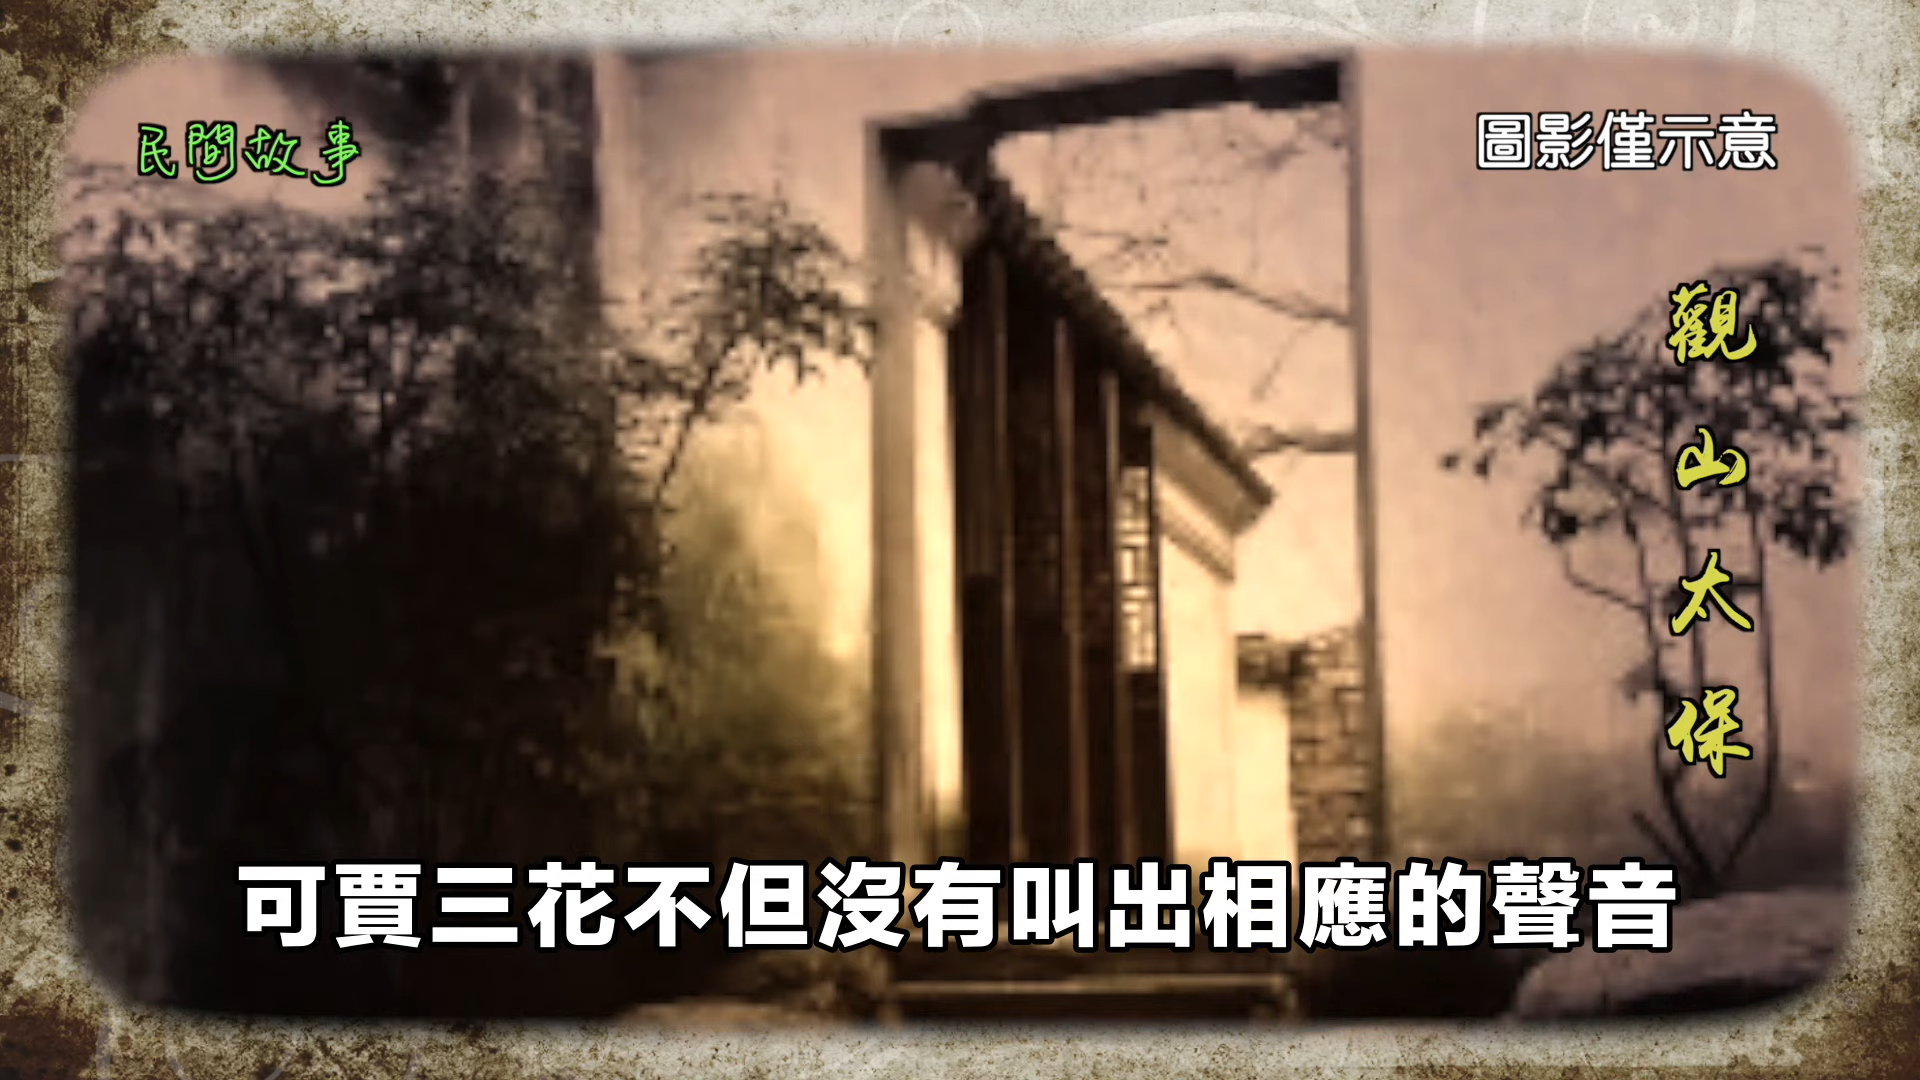 民間故事
圖影僅示意
觀山太保
可賈三花不但沒有叫出相應的聲音